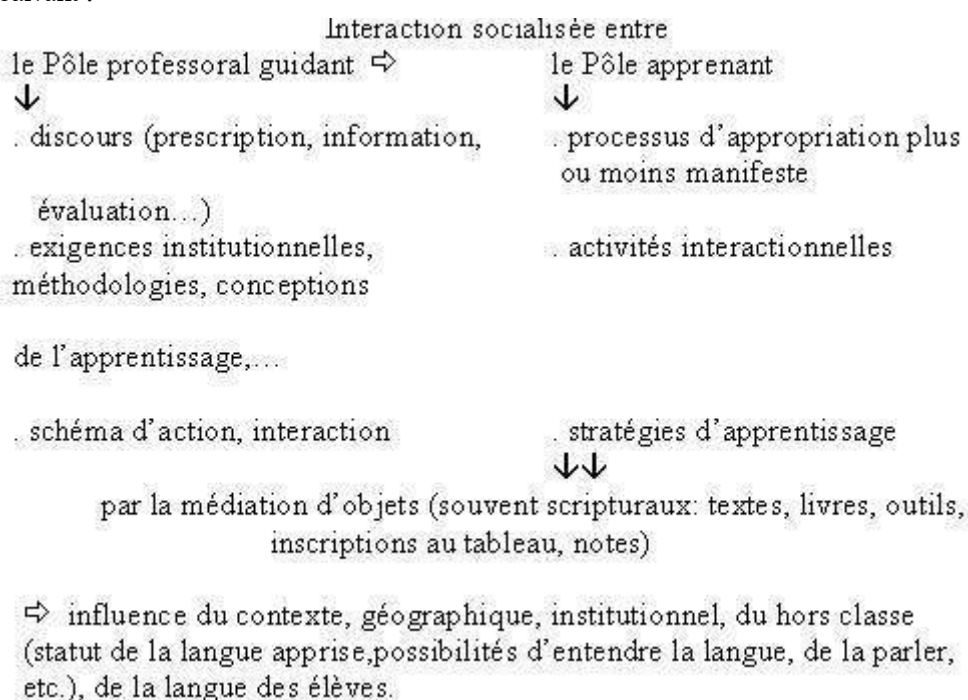 Interaction socialisée entre
le Pôle professoral guidant ⇨ le Pôle apprenant
↓ ↓
. discours (prescription, information, . processus d'appropriation plus
ou moins manifeste
évaluation…)
. exigences institutionnelles, . activités interactionnelles
méthodologies, conceptions
de l'apprentissage,…
. schéma d'action, interaction . stratégies d'apprentissage
↓↓
par la médiation d'objets (souvent scripturaux: textes, livres, outils,
inscriptions au tableau, notes)
⇨ influence du contexte, géographique, institutionnel, du hors classe
(statut de la langue apprise,possibilités d'entendre la langue, de la parler,
etc.), de la langue des élèves.